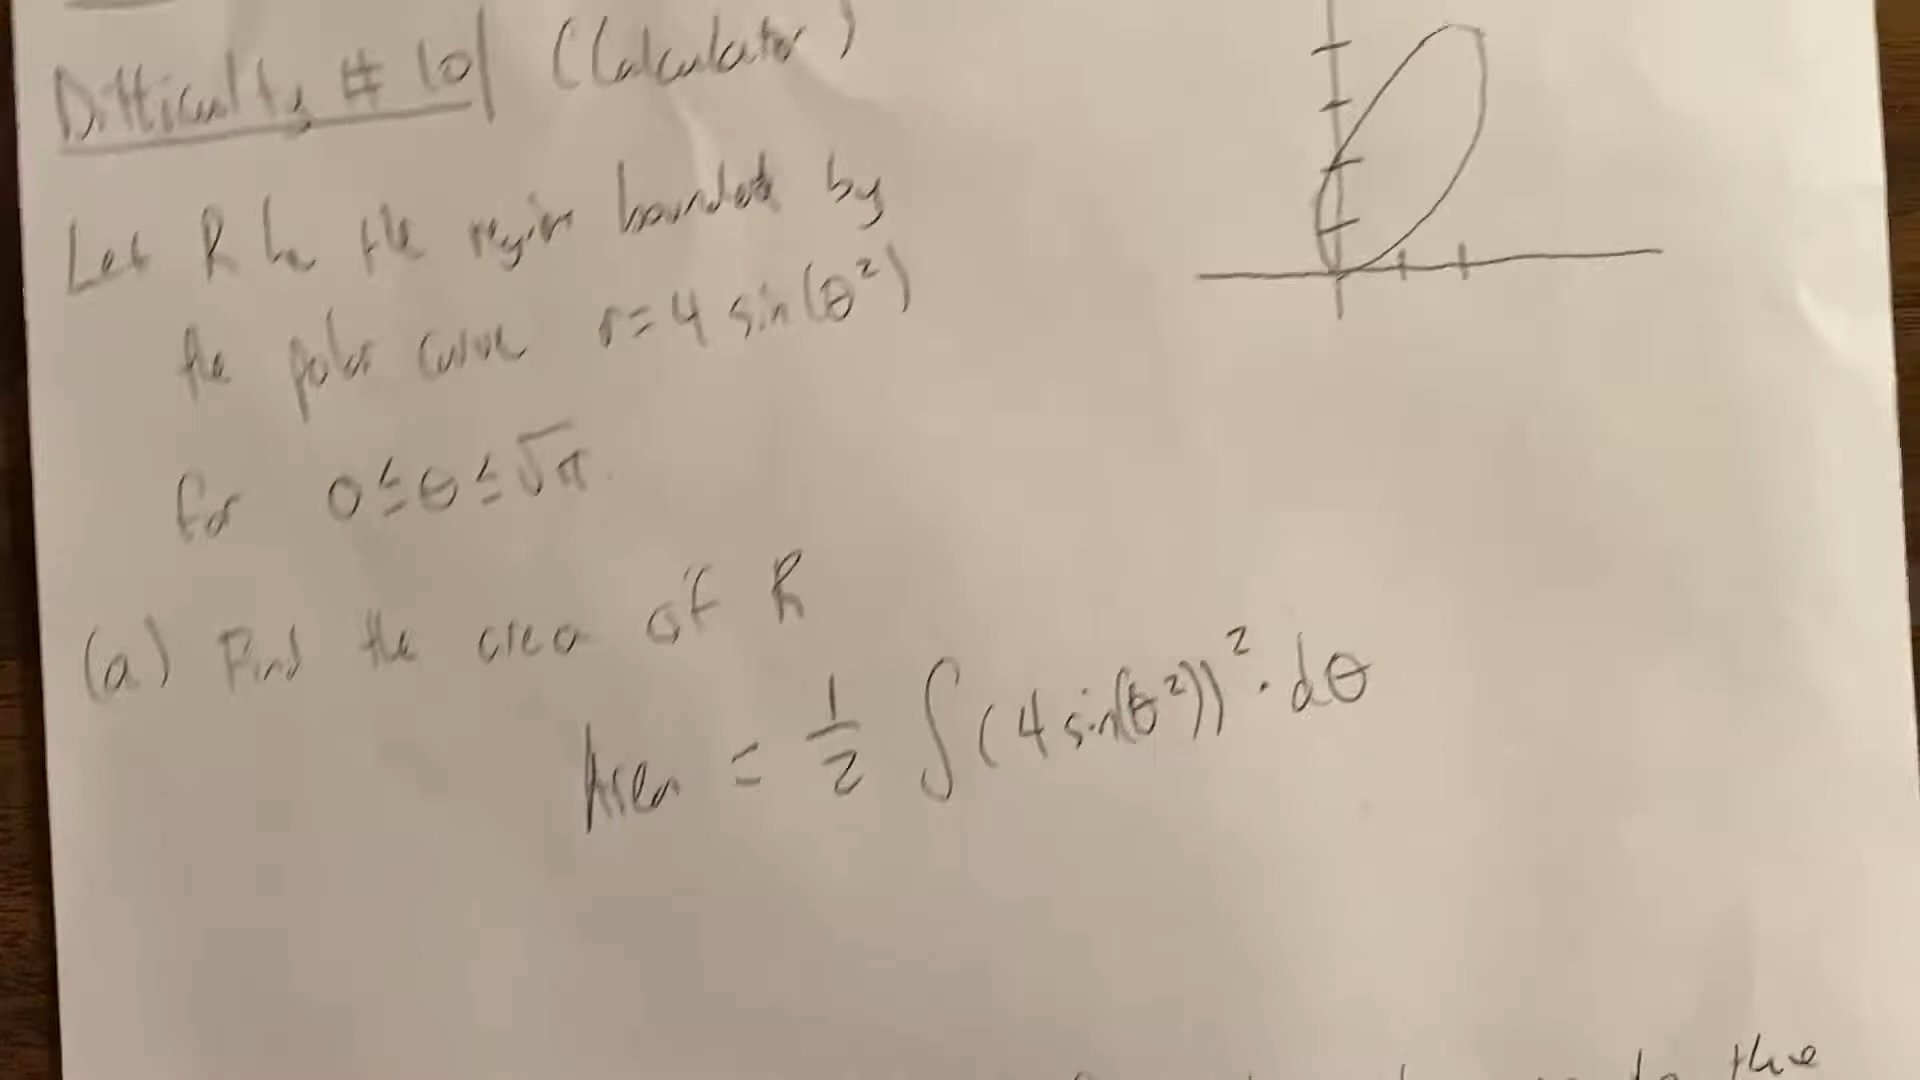 Difficulty # 101 (Calculator)
Let R be the region bounded by
the polar curve r=4 sin(θ²)
for 0≤θ≤√π.
(a) Find the area of R
Area = 1/2 ∫(4 sin(θ²))²·dθ
the